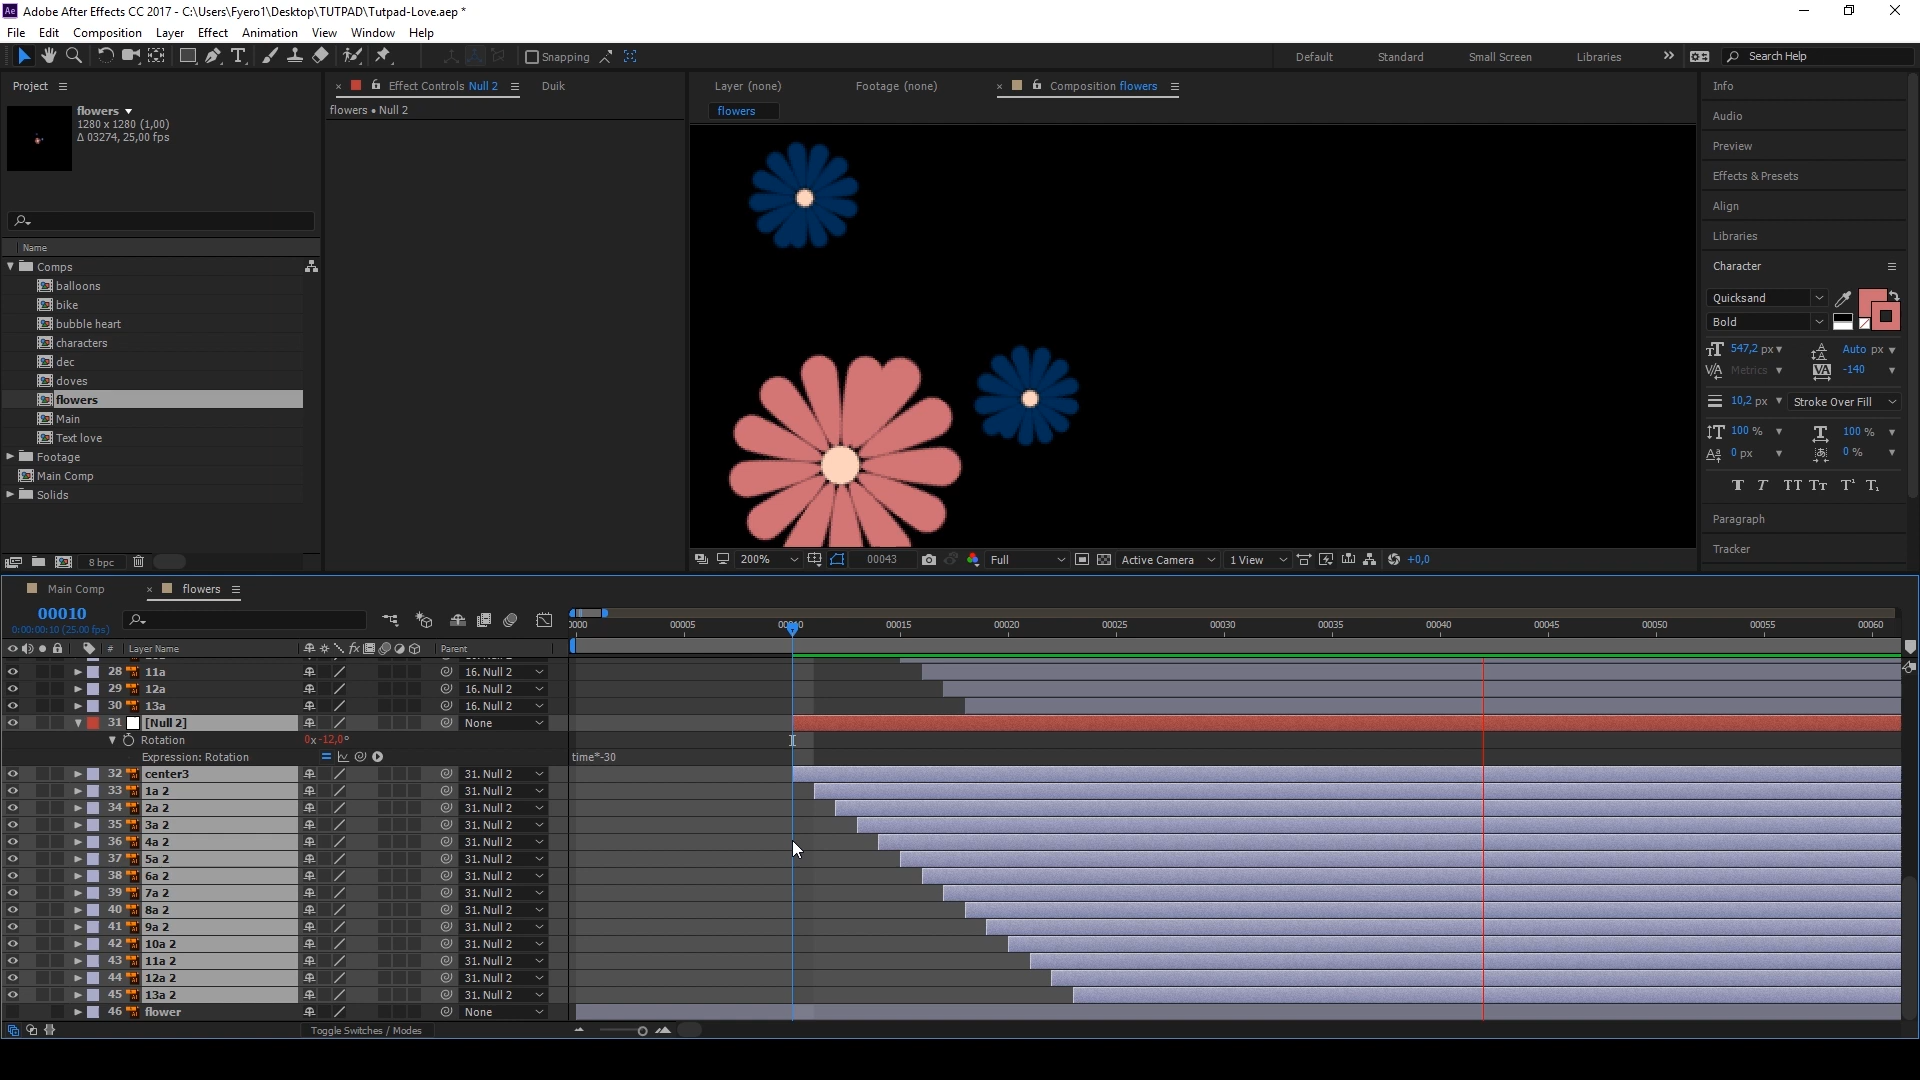 Adobe After Effects CC 2017 - C:\Users\Fyero1\Desktop\TUTPAD\Tutpad-Love.aep *
File Edit Composition Layer Effect Animation View Window Help
Snapping Default Standard Small Screen Libraries Search Help
Project
flowers
1280 x 1280 (1,00)
Δ 03274, 25,00 fps
Name
Comps
balloons
bike
bubble heart
characters
dec
doves
flowers
Main
Text love
Footage
Main Comp
Solids
8 bpc
Effect Controls Null 2 Duik
flowers • Null 2
Layer (none) Footage (none) Composition flowers
flowers
200% 00043 Full Active Camera 1 View +0,0
Info
Audio
Preview
Effects & Presets
Align
Libraries
Character
Quicksand
Bold
547,2 px Auto px
Metrics -140
10,2 px Stroke Over Fill
100 % 100 %
0 px 0 %
Paragraph
Tracker
Main Comp flowers
00010
0:00:00:10 (25.00 fps)
0000 00005 00010 00015 00020 00025 00030 00035 00040 00045 00050 00055 00060
# Layer Name Parent
28 11a 16. Null 2
29 12a 16. Null 2
30 13a 16. Null 2
31 [Null 2] None
Rotation 0x-12,0°
Expression: Rotation time*-30
32 center3 31. Null 2
33 1a 2 31. Null 2
34 2a 2 31. Null 2
35 3a 2 31. Null 2
36 4a 2 31. Null 2
37 5a 2 31. Null 2
38 6a 2 31. Null 2
39 7a 2 31. Null 2
40 8a 2 31. Null 2
41 9a 2 31. Null 2
42 10a 2 31. Null 2
43 11a 2 31. Null 2
44 12a 2 31. Null 2
45 13a 2 31. Null 2
46 flower None
Toggle Switches / Modes